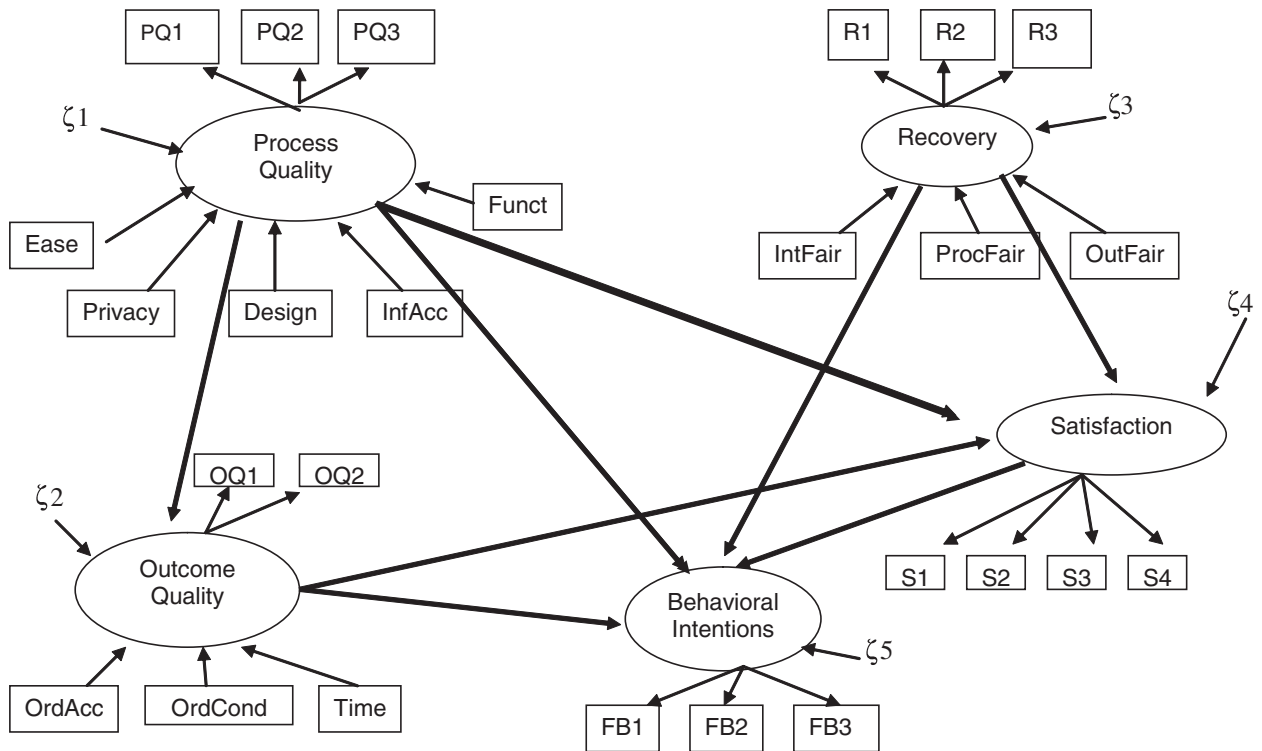 PQ1
PQ2
PQ3
R1
R2
R3
ζ1
ζ3
Process
Quality
Recovery
Funct
Ease
IntFair
ProcFair
OutFair
Privacy
Design
InfAcc
ζ4
Satisfaction
OQ1
OQ2
ζ2
Outcome
Quality
S1
S2
S3
S4
Behavioral
Intentions
ζ5
OrdAcc
OrdCond
Time
FB1
FB2
FB3